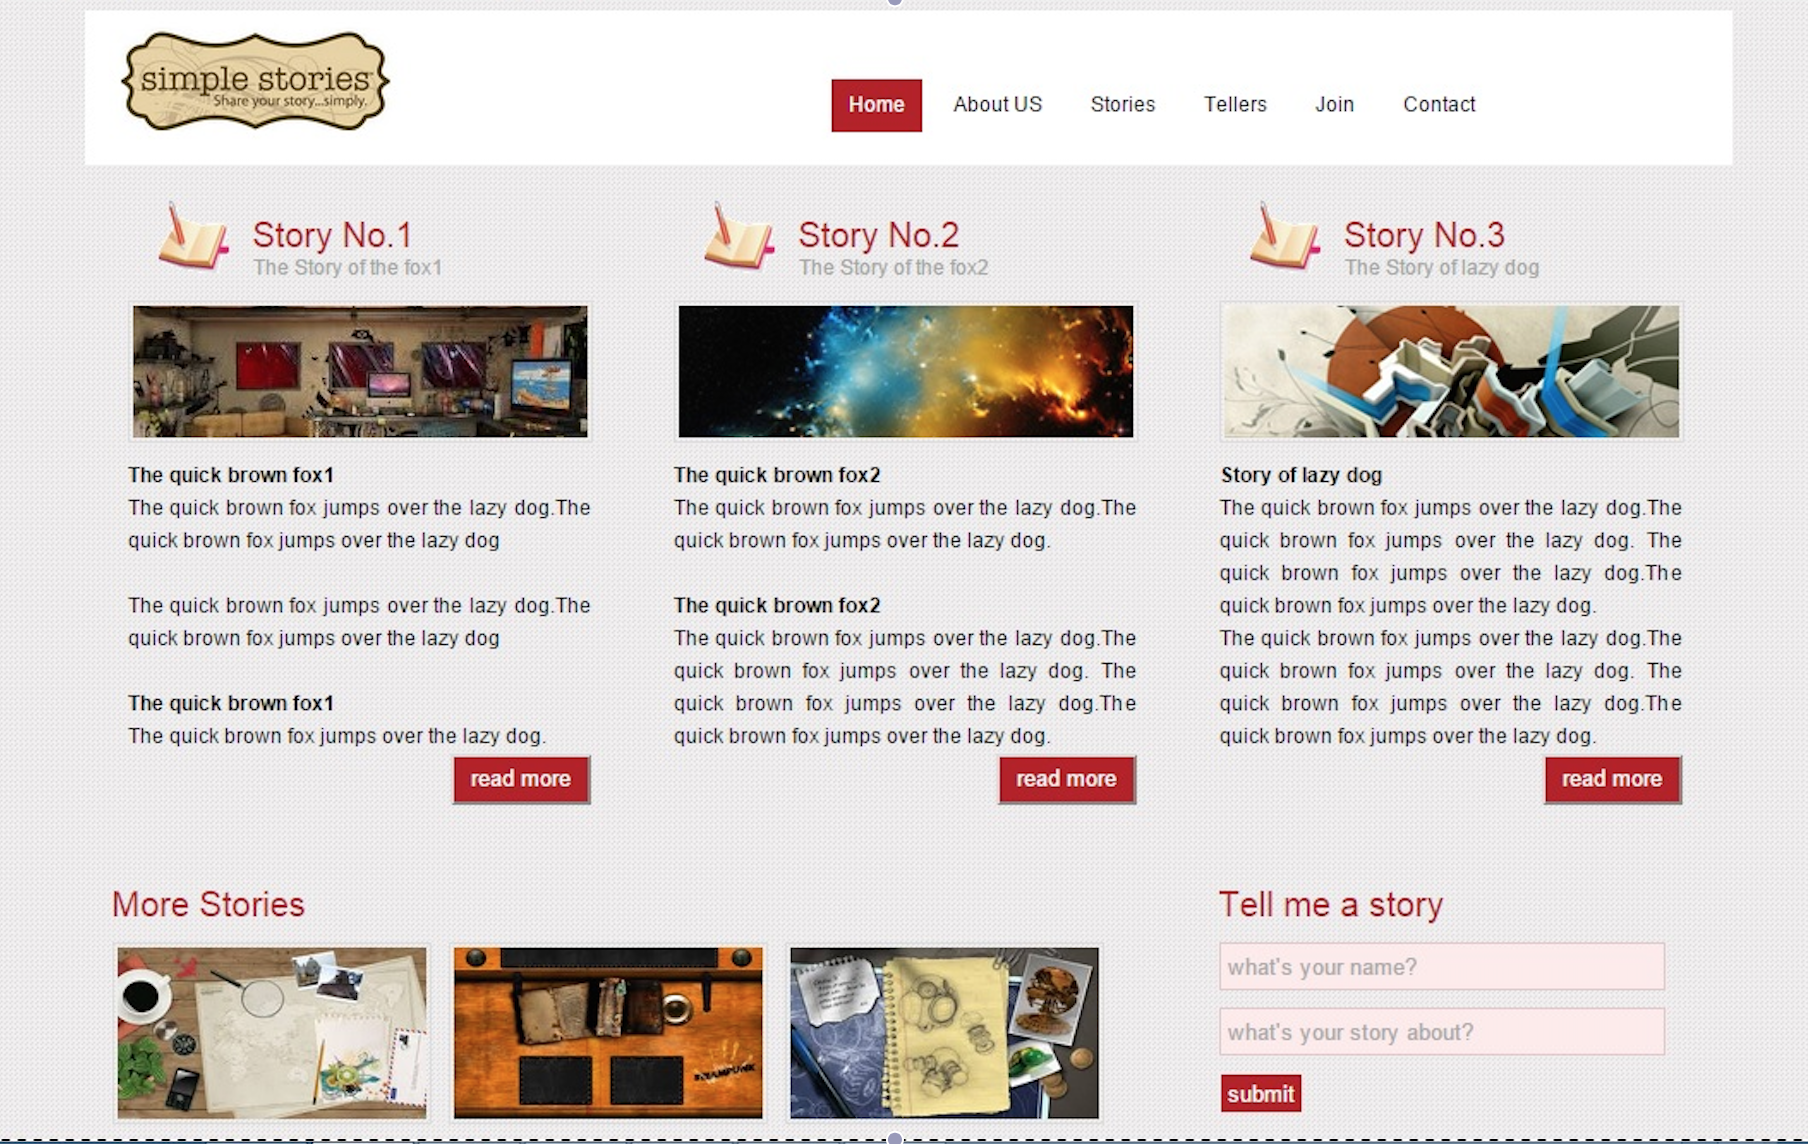 simple stories
Share your story...simply.
Home
About US
Stories
Tellers
Join
Contact
Story No.1
The Story of the fox1
The quick brown fox1
The quick brown fox jumps over the lazy dog.The
quick brown fox jumps over the lazy dog
The quick brown fox jumps over the lazy dog.The
quick brown fox jumps over the lazy dog
The quick brown fox1
The quick brown fox jumps over the lazy dog.
read more
Story No.2
The Story of the fox2
The quick brown fox2
The quick brown fox jumps over the lazy dog.The
quick brown fox jumps over the lazy dog.
The quick brown fox2
The quick brown fox jumps over the lazy dog.The
quick brown fox jumps over the lazy dog. The
quick brown fox jumps over the lazy dog.The
quick brown fox jumps over the lazy dog.
read more
Story No.3
The Story of lazy dog
Story of lazy dog
The quick brown fox jumps over the lazy dog.The
quick brown fox jumps over the lazy dog. The
quick brown fox jumps over the lazy dog.The
quick brown fox jumps over the lazy dog.
The quick brown fox jumps over the lazy dog.The
quick brown fox jumps over the lazy dog. The
quick brown fox jumps over the lazy dog.The
quick brown fox jumps over the lazy dog.
read more
More Stories
STEAMPUNK
Tell me a story
what's your name?
what's your story about?
submit